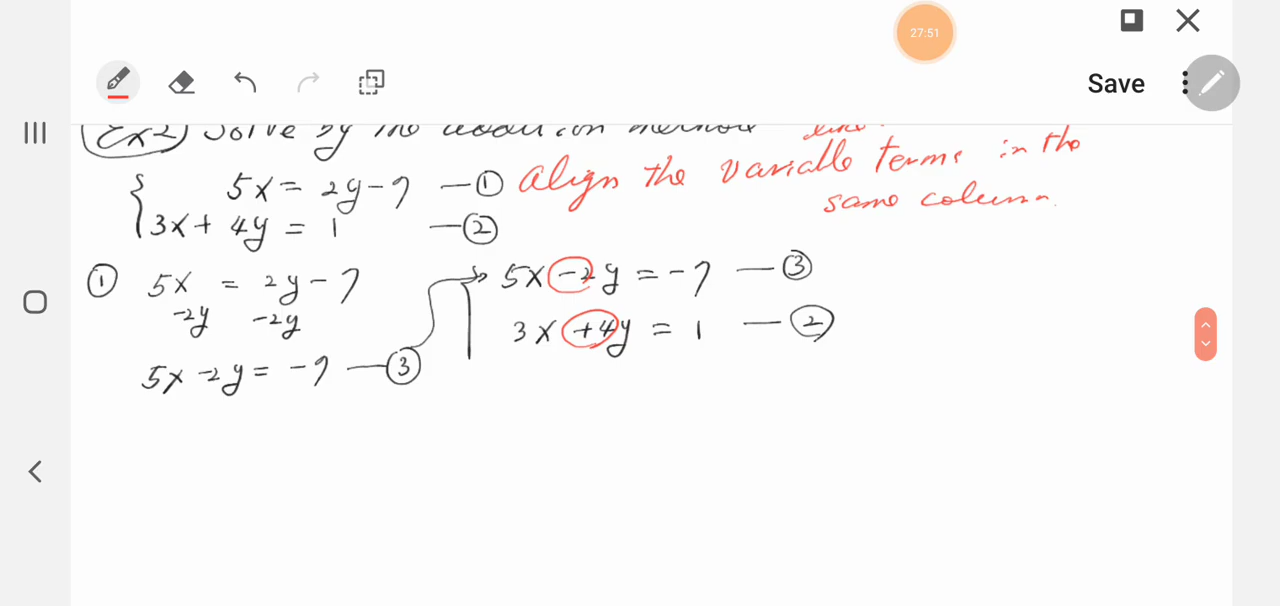 27:51
Save
Ex2) Solve by the addition method
5x = 2y - 7 — ① Align the variable terms in the
same column.
3x + 4y = 1 — ②
① 5x = 2y - 7
-2y -2y
5x - 2y = -7 — ③
5x - 2y = -7 — ③
3x + 4y = 1 — ②